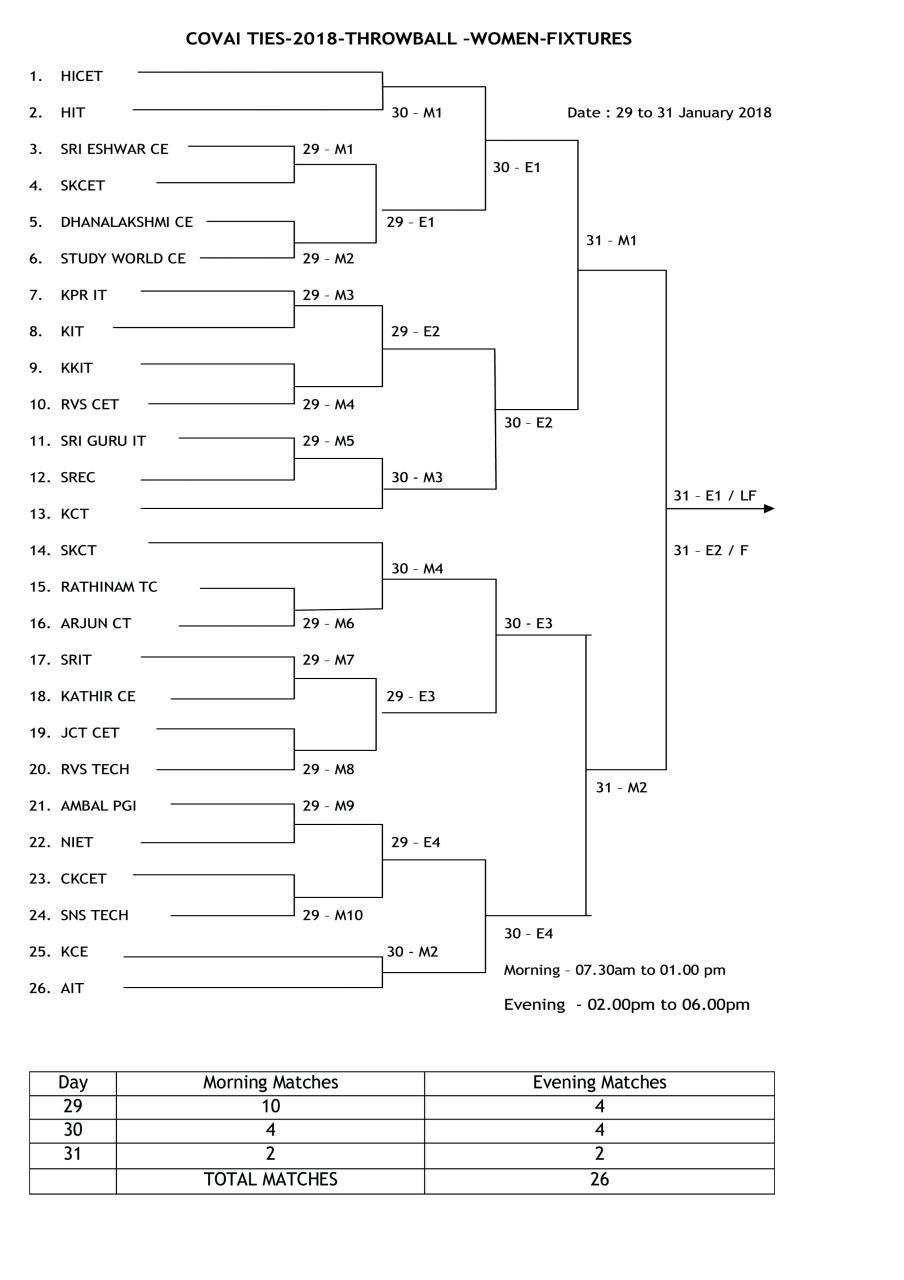 COVAI TIES-2018-THROWBALL –WOMEN-FIXTURES
1. HICET
2. HIT
30 – M1
Date : 29 to 31 January 2018
3. SRI ESHWAR CE
29 – M1
30 – E1
4. SKCET
5. DHANALAKSHMI CE
29 – E1
31 – M1
6. STUDY WORLD CE
29 – M2
7. KPR IT
29 – M3
8. KIT
29 – E2
9. KKIT
10. RVS CET
29 – M4
30 – E2
11. SRI GURU IT
29 – M5
12. SREC
30 - M3
31 – E1 / LF
13. KCT
14. SKCT
31 – E2 / F
30 – M4
15. RATHINAM TC
16. ARJUN CT
29 – M6
30 - E3
17. SRIT
29 – M7
18. KATHIR CE
29 – E3
19. JCT CET
20. RVS TECH
29 – M8
31 – M2
21. AMBAL PGI
29 – M9
22. NIET
29 – E4
23. CKCET
24. SNS TECH
29 – M10
30 – E4
25. KCE
30 - M2
Morning – 07.30am to 01.00 pm
26. AIT
Evening - 02.00pm to 06.00pm
Day Morning Matches Evening Matches
29 10 4
30 4 4
31 2 2
TOTAL MATCHES 26